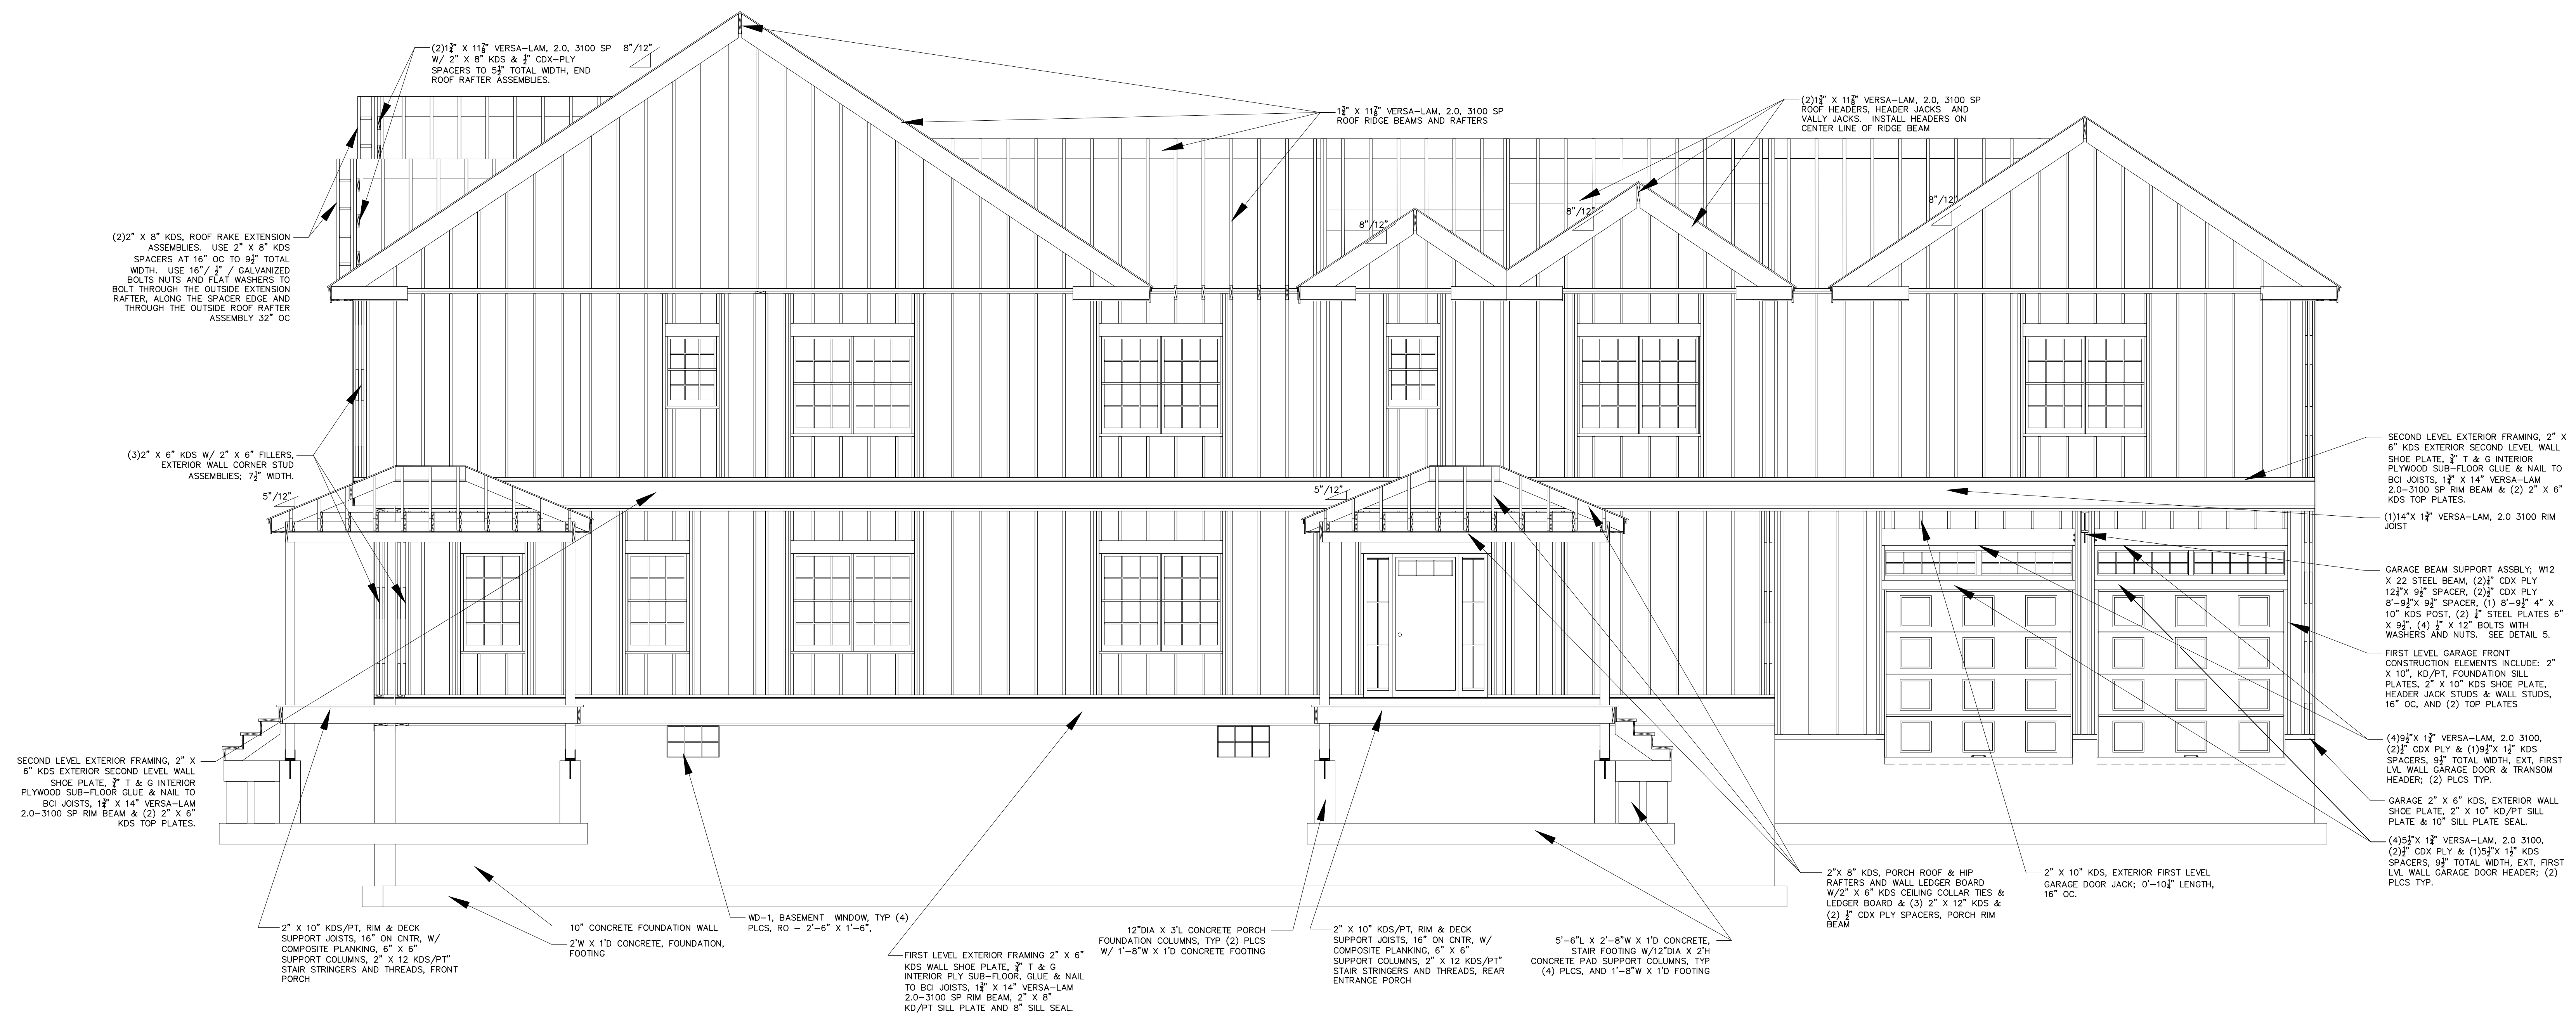 (2)1¾" X 11⅞" VERSA-LAM, 2.0, 3100 SP
W/ 2" X 8" KDS & ½" CDX-PLY
SPACERS TO 5½" TOTAL WIDTH, END
ROOF RAFTER ASSEMBLIES.
8"/12"
1¾" X 11⅞" VERSA-LAM, 2.0, 3100 SP
ROOF RIDGE BEAMS AND RAFTERS
(2)1¾" X 11⅞" VERSA-LAM, 2.0, 3100 SP
ROOF HEADERS, HEADER JACKS AND
VALLY JACKS. INSTALL HEADERS ON
CENTER LINE OF RIDGE BEAM
8"/12"
8"/12"
8"/12"
(2)2" X 8" KDS, ROOF RAKE EXTENSION
ASSEMBLIES. USE 2" X 8" KDS
SPACERS AT 16" OC TO 9½" TOTAL
WIDTH. USE 16"/ ½" / GALVANIZED
BOLTS NUTS AND FLAT WASHERS TO
BOLT THROUGH THE OUTSIDE EXTENSION
RAFTER, ALONG THE SPACER EDGE AND
THROUGH THE OUTSIDE ROOF RAFTER
ASSEMBLY 32" OC
(3)2" X 6" KDS W/ 2" X 6" FILLERS,
EXTERIOR WALL CORNER STUD
ASSEMBLIES; 7½" WIDTH.
5"/12"
5"/12"
SECOND LEVEL EXTERIOR FRAMING, 2" X
6" KDS EXTERIOR SECOND LEVEL WALL
SHOE PLATE, ¾" T & G INTERIOR
PLYWOOD SUB-FLOOR GLUE & NAIL TO
BCI JOISTS, 1¾" X 14" VERSA-LAM
2.0-3100 SP RIM BEAM & (2) 2" X 6"
KDS TOP PLATES.
(1)14"X 1¾" VERSA-LAM, 2.0 3100 RIM
JOIST
GARAGE BEAM SUPPORT ASSBLY; W12
X 22 STEEL BEAM, (2)¼" CDX PLY
12¾"X 9½" SPACER, (2)½" CDX PLY
8'-9½"X 9½" SPACER, (1) 8'-9½" 4" X
10" KDS POST, (2) ¼" STEEL PLATES 6"
X 9½", (4) ½" X 12" BOLTS WITH
WASHERS AND NUTS. SEE DETAIL 5.
FIRST LEVEL GARAGE FRONT
CONSTRUCTION ELEMENTS INCLUDE: 2"
X 10", KD/PT, FOUNDATION SILL
PLATES, 2" X 10" KDS SHOE PLATE,
HEADER JACK STUDS & WALL STUDS,
16" OC, AND (2) TOP PLATES
(4)9½"X 1¾" VERSA-LAM, 2.0 3100,
(2)½" CDX PLY & (1)9½"X 1½" KDS
SPACERS, 9½" TOTAL WIDTH, EXT, FIRST
LVL WALL GARAGE DOOR & TRANSOM
HEADER; (2) PLCS TYP.
GARAGE 2" X 6" KDS, EXTERIOR WALL
SHOE PLATE, 2" X 10" KD/PT SILL
PLATE & 10" SILL PLATE SEAL.
(4)5½"X 1¾" VERSA-LAM, 2.0 3100,
(2)½" CDX PLY & (1)5½"X 1½" KDS
SPACERS, 9½" TOTAL WIDTH, EXT, FIRST
LVL WALL GARAGE DOOR HEADER; (2)
PLCS TYP.
SECOND LEVEL EXTERIOR FRAMING, 2" X
6" KDS EXTERIOR SECOND LEVEL WALL
SHOE PLATE, ¾" T & G INTERIOR
PLYWOOD SUB-FLOOR GLUE & NAIL TO
BCI JOISTS, 1¾" X 14" VERSA-LAM
2.0-3100 SP RIM BEAM & (2) 2" X 6"
KDS TOP PLATES.
2" X 10" KDS/PT, RIM & DECK
SUPPORT JOISTS, 16" ON CNTR, W/
COMPOSITE PLANKING, 6" X 6"
SUPPORT COLUMNS, 2" X 12 KDS/PT"
STAIR STRINGERS AND THREADS, FRONT
PORCH
10" CONCRETE FOUNDATION WALL
2'W X 1'D CONCRETE, FOUNDATION,
FOOTING
WD-1, BASEMENT WINDOW, TYP (4)
PLCS, RO - 2'-6" X 1'-6",
FIRST LEVEL EXTERIOR FRAMING 2" X 6"
KDS WALL SHOE PLATE, ¾" T & G
INTERIOR PLY SUB-FLOOR, GLUE & NAIL
TO BCI JOISTS, 1¾" X 14" VERSA-LAM
2.0-3100 SP RIM BEAM, 2" X 8"
KD/PT SILL PLATE AND 8" SILL SEAL.
12"DIA X 3'L CONCRETE PORCH
FOUNDATION COLUMNS, TYP (2) PLCS
W/ 1'-8"W X 1'D CONCRETE FOOTING
2" X 10" KDS/PT, RIM & DECK
SUPPORT JOISTS, 16" ON CNTR, W/
COMPOSITE PLANKING, 6" X 6"
SUPPORT COLUMNS, 2" X 12 KDS/PT"
STAIR STRINGERS AND THREADS, REAR
ENTRANCE PORCH
5'-6"L X 2'-8"W X 1'D CONCRETE,
STAIR FOOTING W/12"DIA X 2'H
CONCRETE PAD SUPPORT COLUMNS, TYP
(4) PLCS, AND 1'-8"W X 1'D FOOTING
2"X 8" KDS, PORCH ROOF & HIP
RAFTERS AND WALL LEDGER BOARD
W/2" X 6" KDS CEILING COLLAR TIES &
LEDGER BOARD & (3) 2" X 12" KDS &
(2) ½" CDX PLY SPACERS, PORCH RIM
BEAM
2" X 10" KDS, EXTERIOR FIRST LEVEL
GARAGE DOOR JACK; 0'-10¼" LENGTH,
16" OC.